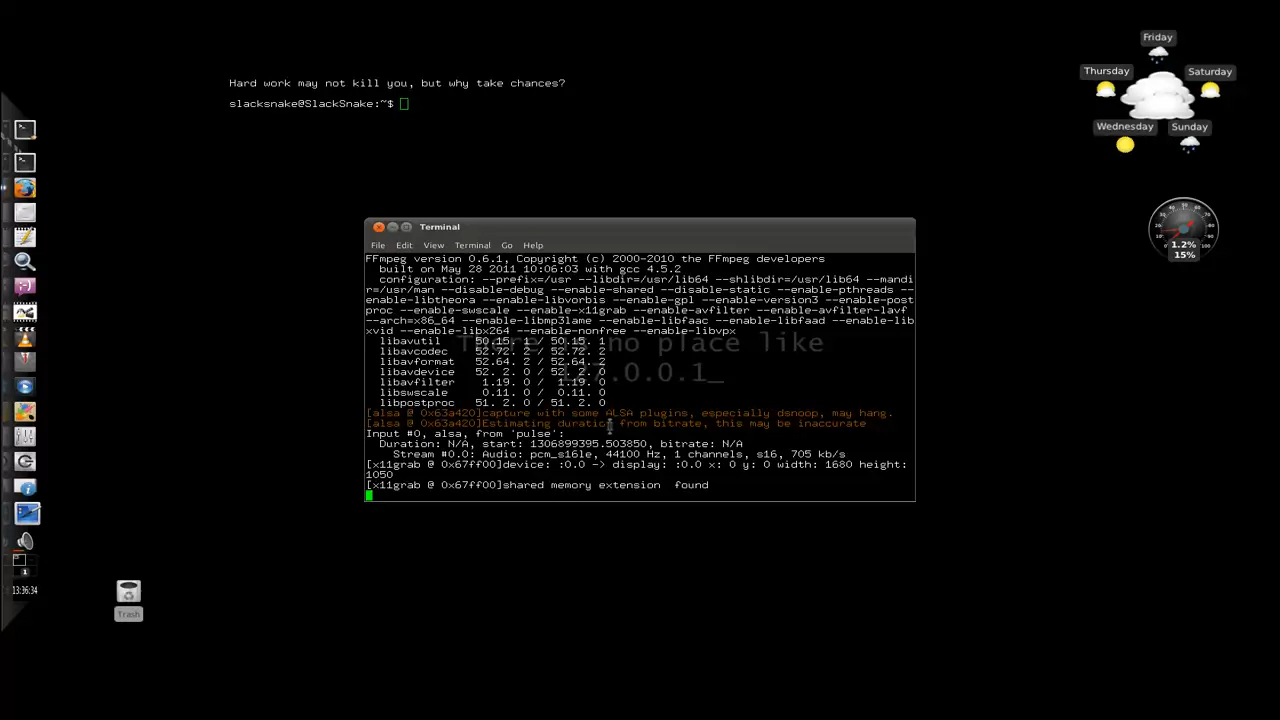 Friday
Thursday
Saturday
Wednesday
Sunday
Hard work may not kill you, but why take chances?
slacksnake@SlackSnake:~$
Terminal
File Edit View Terminal Go Help
FFmpeg version 0.6.1, Copyright (c) 2000-2010 the FFmpeg developers
built on May 28 2011 10:06:03 with gcc 4.5.2
configuration: --prefix=/usr --libdir=/usr/lib64 --shlibdir=/usr/lib64 --mandi
r=/usr/man --disable-debug --enable-shared --disable-static --enable-pthreads --
enable-libtheora --enable-libvorbis --enable-gpl --enable-version3 --enable-post
proc --enable-swscale --enable-x11grab --enable-avfilter --enable-avfilter-lavf
--arch=x86_64 --enable-libmp3lame --enable-libfaac --enable-libfaad --enable-lib
xvid --enable-libx264 --enable-nonfree --enable-libvpx
libavutil 50.15. 1 / 50.15. 1
libavcodec 52.72. 2 / 52.72. 2
libavformat 52.64. 2 / 52.64. 2
libavdevice 52. 2. 0 / 52. 2. 0
libavfilter 1.19. 0 / 1.19. 0
libswscale 0.11. 0 / 0.11. 0
libpostproc 51. 2. 0 / 51. 2. 0
[alsa @ 0x63a420]capture with some ALSA plugins, especially dsnoop, may hang.
[alsa @ 0x63a420]Estimating duration from bitrate, this may be inaccurate
Input #0, alsa, from 'pulse':
Duration: N/A, start: 1306899395.503850, bitrate: N/A
Stream #0.0: Audio: pcm_s16le, 44100 Hz, 1 channels, s16, 705 kb/s
[x11grab @ 0x67ff00]device: :0.0 -> display: :0.0 x: 0 y: 0 width: 1680 height:
1050
[x11grab @ 0x67ff00]shared memory extension  found
no place like
.0.0.1_
1.2%
15%
1
13:36:34
Trash